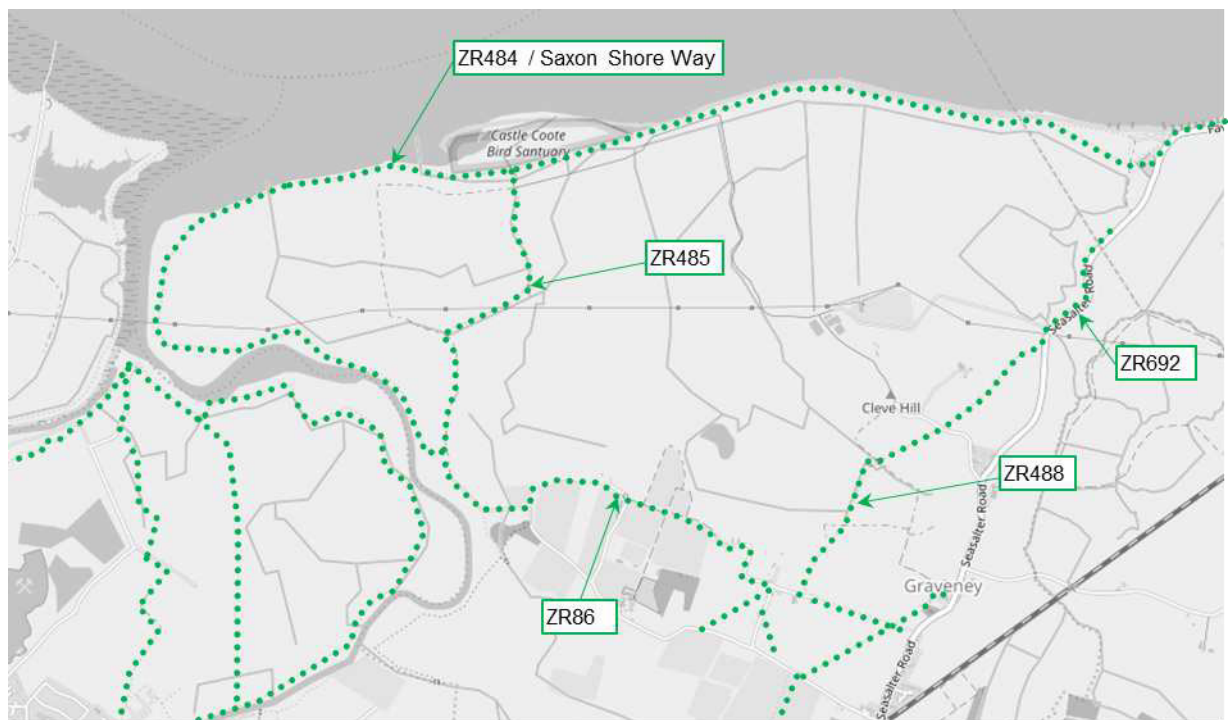 ZR484 / Saxon Shore Way
Castle Coote
Bird Santuary
Fav
ZR485
Seasalter Road
ZR692
Cleve Hill
ZR488
Seasalter Road
Graveney
ZR86
Seasalter Road